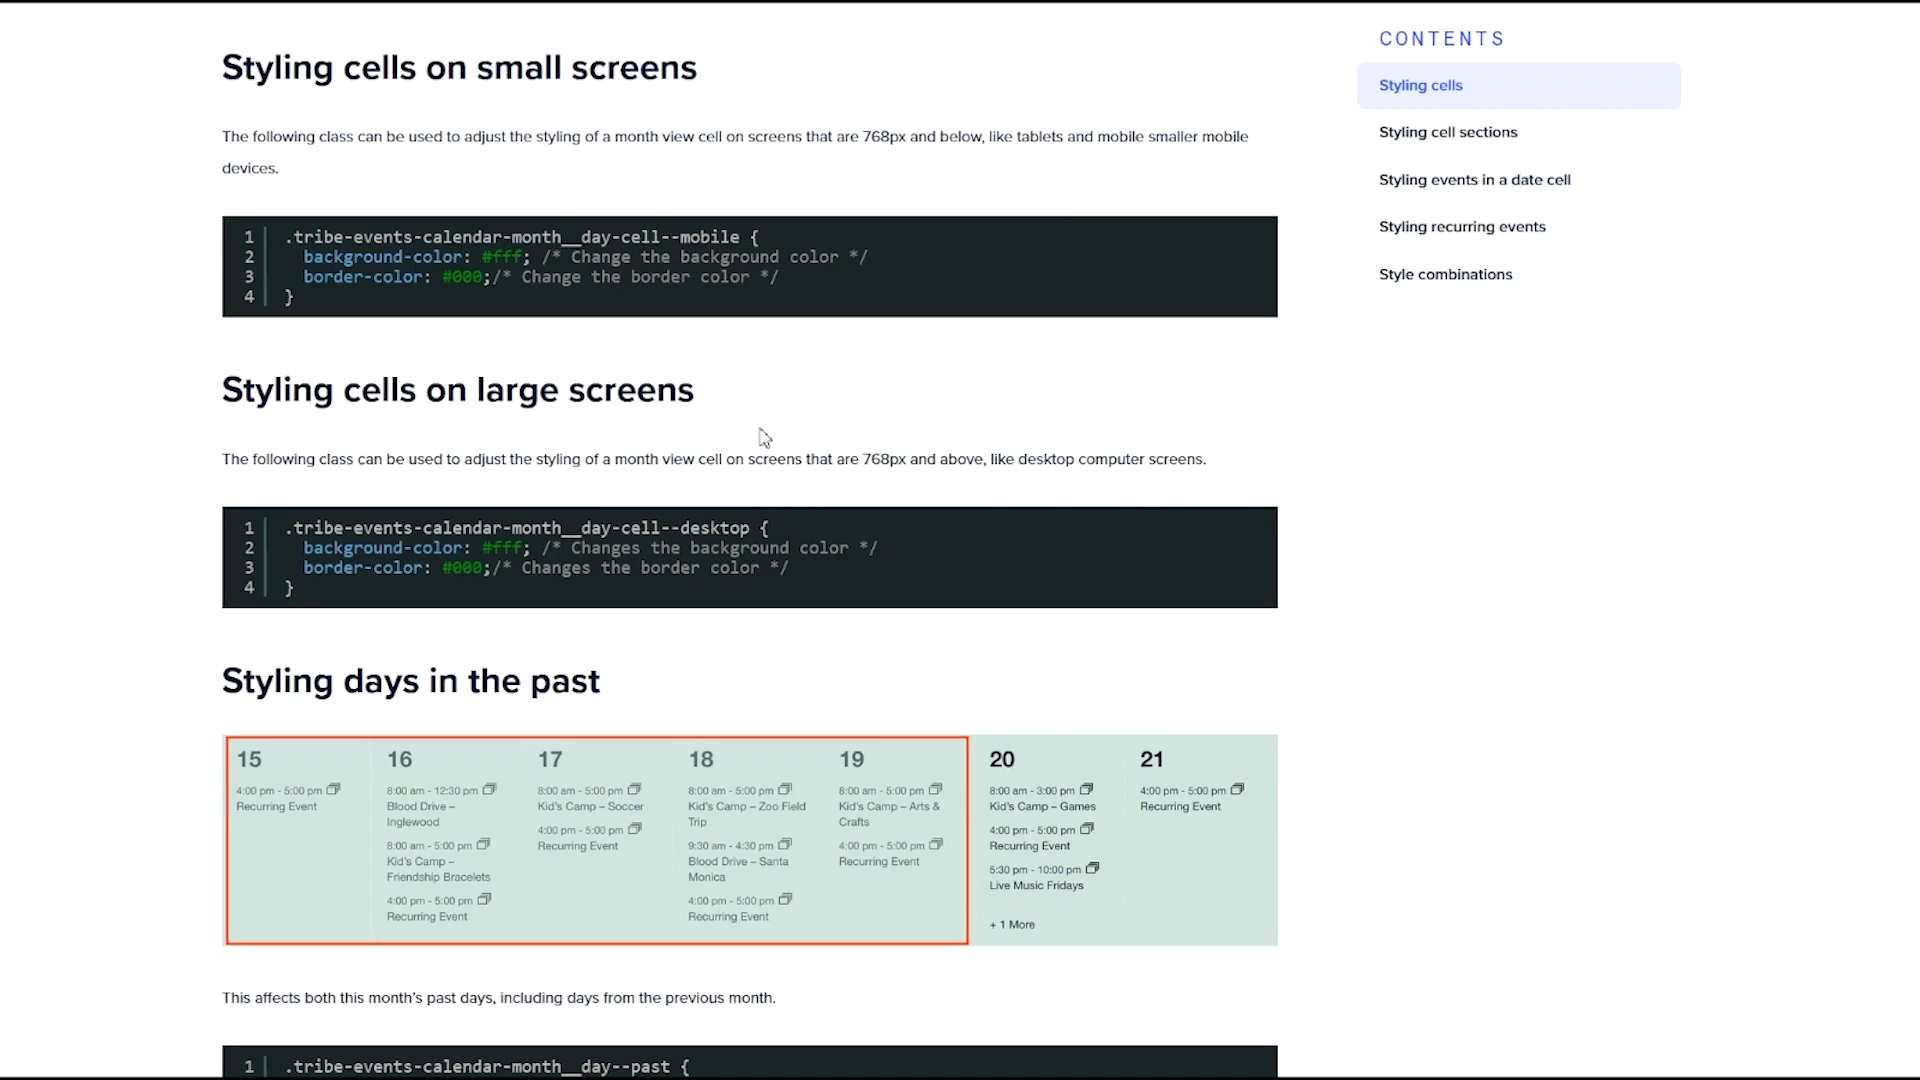 Styling cells on small screens
The following class can be used to adjust the styling of a month view cell on screens that are 768px and below, like tablets and mobile smaller mobile
devices.
1 .tribe-events-calendar-month__day-cell--mobile {
2 background-color: #fff; /* Change the background color */
3 border-color: #000;/* Change the border color */
4 }
Styling cells on large screens
The following class can be used to adjust the styling of a month view cell on screens that are 768px and above, like desktop computer screens.
1 .tribe-events-calendar-month__day-cell--desktop {
2 background-color: #fff; /* Changes the background color */
3 border-color: #000;/* Changes the border color */
4 }
Styling days in the past
15
4:00 pm - 5:00 pm
Recurring Event
16
8:00 am - 12:30 pm
Blood Drive –
Inglewood
8:00 am - 5:00 pm
Kid's Camp –
Friendship Bracelets
4:00 pm - 5:00 pm
Recurring Event
17
8:00 am - 5:00 pm
Kid's Camp – Soccer
4:00 pm - 5:00 pm
Recurring Event
18
8:00 am - 5:00 pm
Kid's Camp – Zoo Field
Trip
9:30 am - 4:30 pm
Blood Drive – Santa
Monica
4:00 pm - 5:00 pm
Recurring Event
19
8:00 am - 5:00 pm
Kid's Camp – Arts &
Crafts
4:00 pm - 5:00 pm
Recurring Event
20
8:00 am - 3:00 pm
Kid's Camp – Games
4:00 pm - 5:00 pm
Recurring Event
5:30 pm - 10:00 pm
Live Music Fridays
+ 1 More
21
4:00 pm - 5:00 pm
Recurring Event
This affects both this month's past days, including days from the previous month.
1 .tribe-events-calendar-month__day--past {
CONTENTS
Styling cells
Styling cell sections
Styling events in a date cell
Styling recurring events
Style combinations